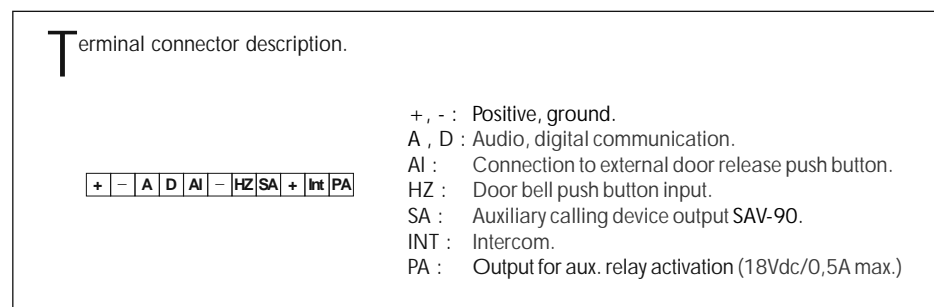 Terminal connector description.
+, - : Positive, ground.
A , D : Audio, digital communication.
AI : Connection to external door release push button.
HZ : Door bell push button input.
SA : Auxiliary calling device output SAV-90.
INT : Intercom.
PA : Output for aux. relay activation (18Vdc/0,5A max.)
+ - A D AI - HZ SA + Int PA